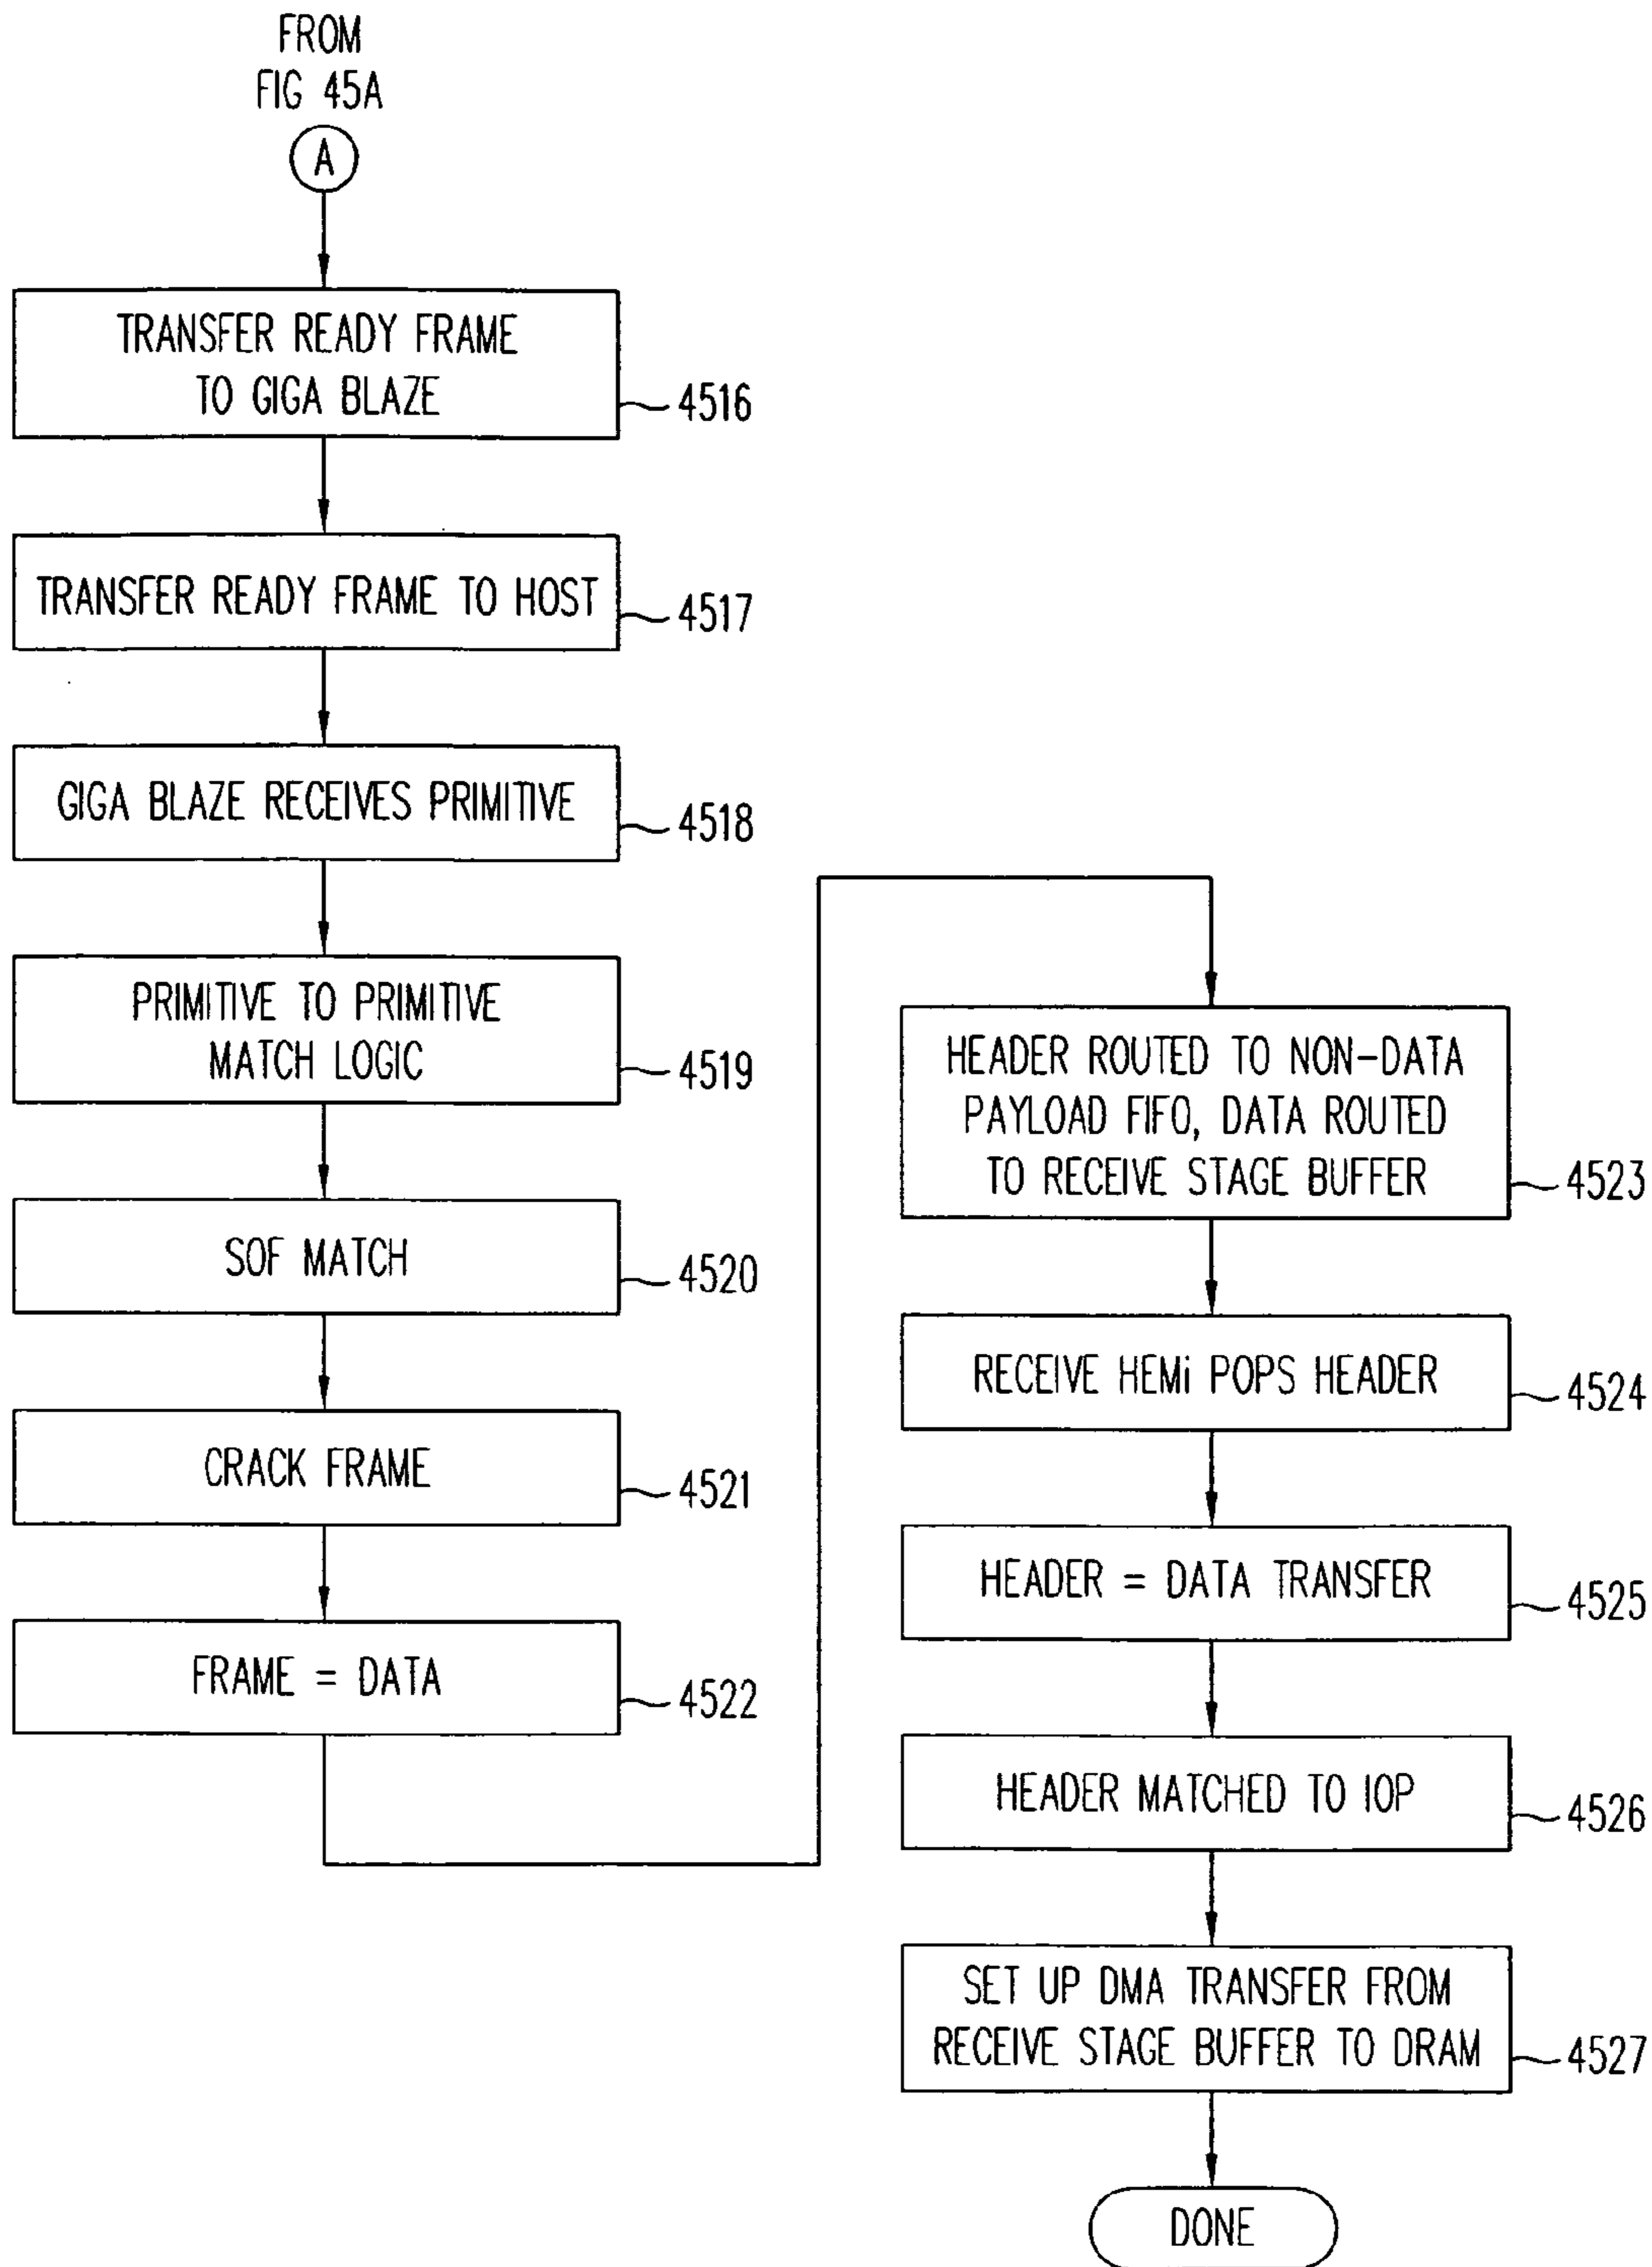 FROM
FIG 45A
A
TRANSFER READY FRAME
TO GIGA BLAZE
4516
TRANSFER READY FRAME TO HOST
4517
GIGA BLAZE RECEIVES PRIMITIVE
4518
PRIMITIVE TO PRIMITIVE
MATCH LOGIC
4519
SOF MATCH
4520
CRACK FRAME
4521
FRAME = DATA
4522
HEADER ROUTED TO NON-DATA
PAYLOAD FIFO, DATA ROUTED
TO RECEIVE STAGE BUFFER
4523
RECEIVE HEMi POPS HEADER
4524
HEADER = DATA TRANSFER
4525
HEADER MATCHED TO IOP
4526
SET UP DMA TRANSFER FROM
RECEIVE STAGE BUFFER TO DRAM
4527
DONE